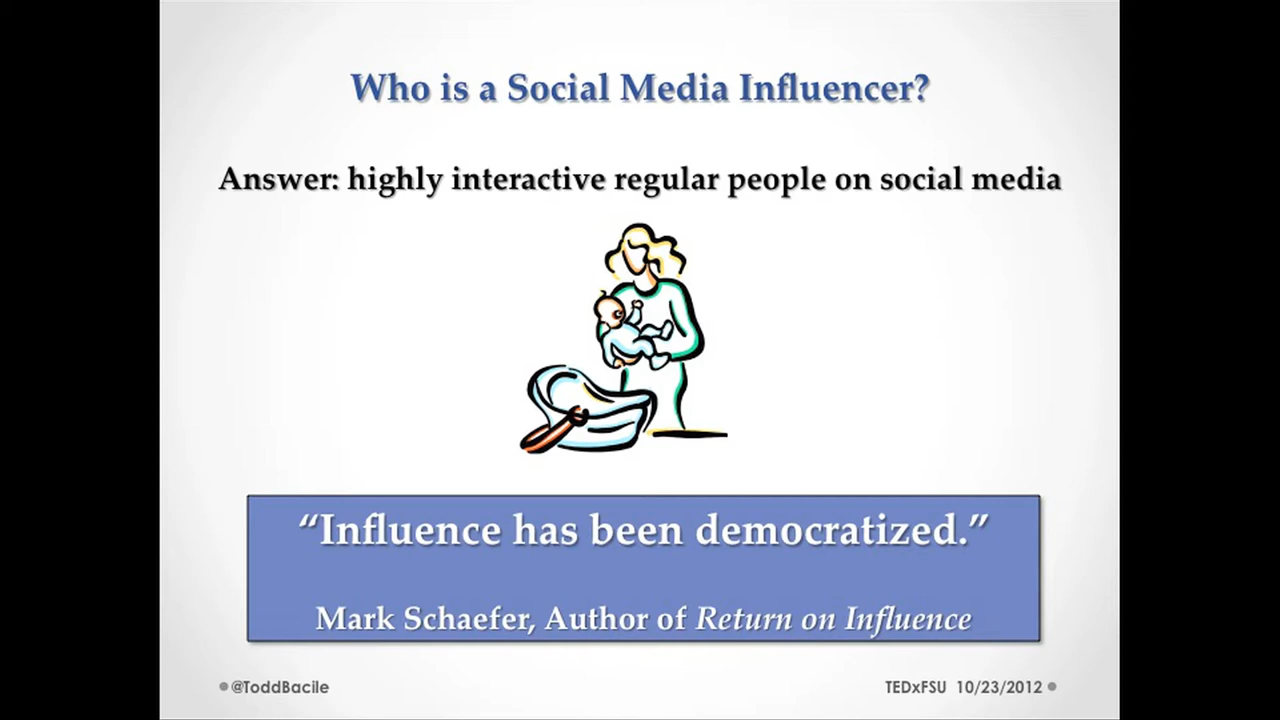 Who is a Social Media Influencer?
Answer: highly interactive regular people on social media
“Influence has been democratized.”
Mark Schaefer, Author of Return on Influence
@ToddBacile
TEDxFSU 10/23/2012